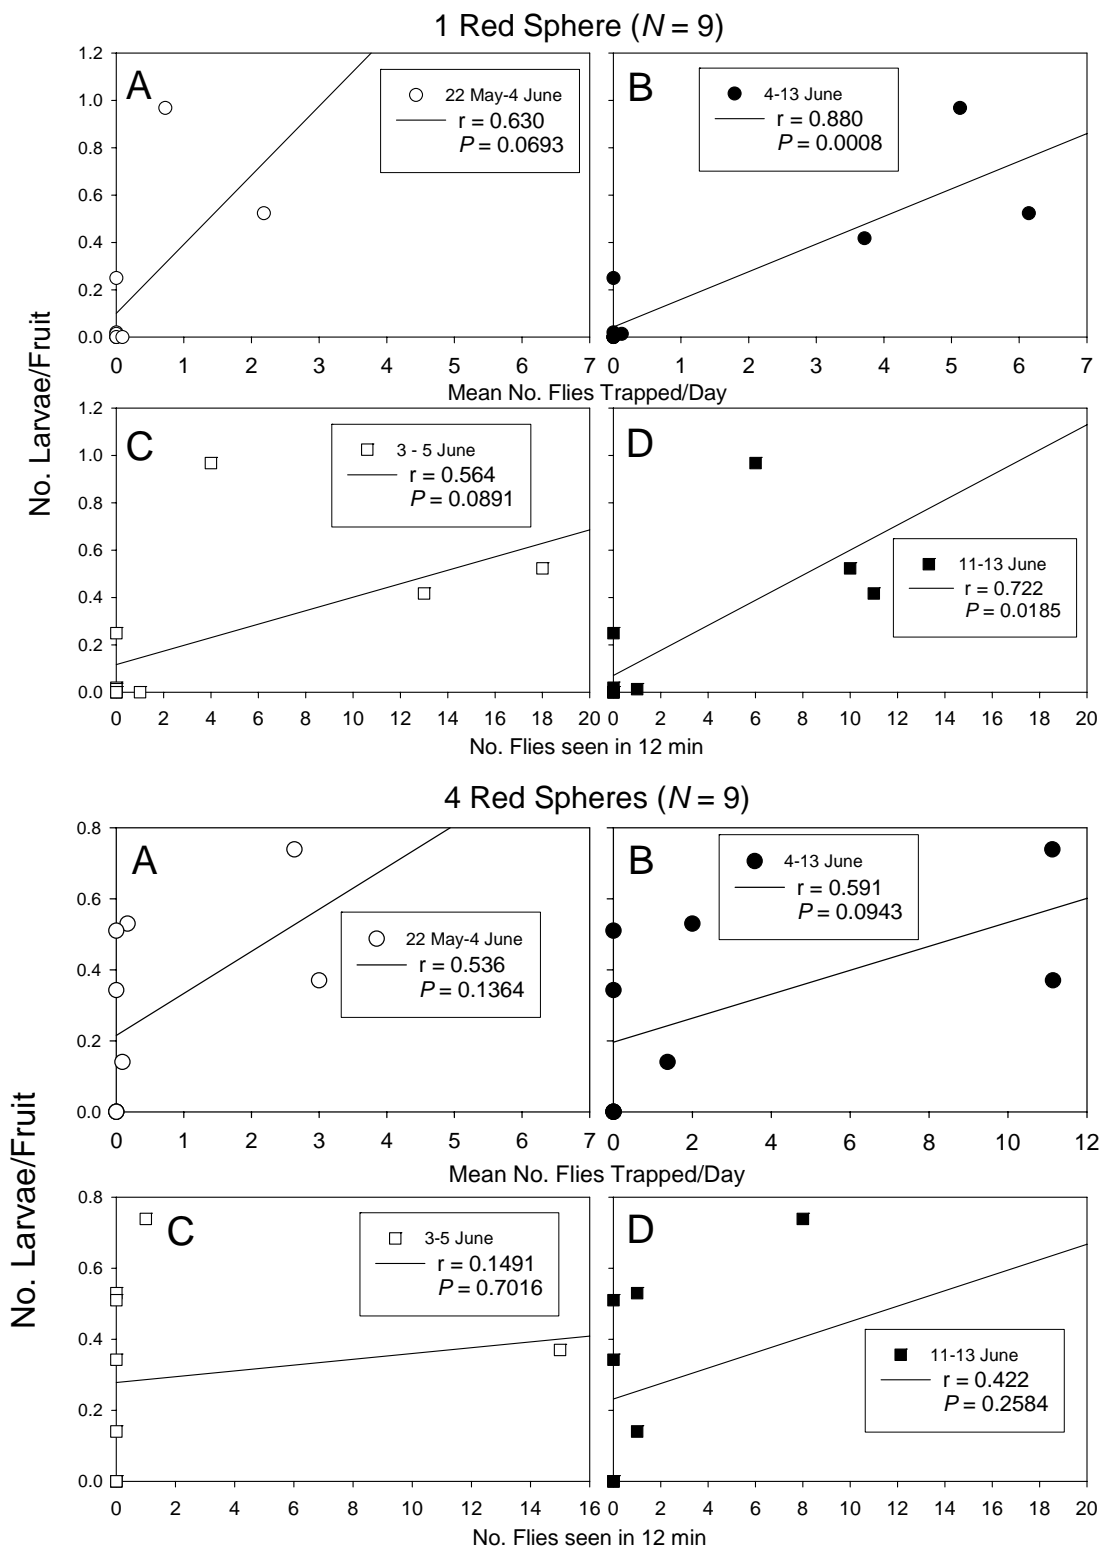 1 Red Sphere (N = 9)
No. Larvae/Fruit
A
22 May-4 June
r = 0.630
P = 0.0693
1.2
1.0
0.8
0.6
0.4
0.2
0.0
0 1 2 3 4 5 6 7
B
4-13 June
r = 0.880
P = 0.0008
0 1 2 3 4 5 6 7
Mean No. Flies Trapped/Day
C
3 - 5 June
r = 0.564
P = 0.0891
1.2
1.0
0.8
0.6
0.4
0.2
0.0
0 2 4 6 8 10 12 14 16 18 20
D
11-13 June
r = 0.722
P = 0.0185
0 2 4 6 8 10 12 14 16 18 20
No. Flies seen in 12 min
4 Red Spheres (N = 9)
No. Larvae/Fruit
A
22 May-4 June
r = 0.536
P = 0.1364
0.8
0.6
0.4
0.2
0.0
0 1 2 3 4 5 6 7
B
4-13 June
r = 0.591
P = 0.0943
0 2 4 6 8 10 12
Mean No. Flies Trapped/Day
C
3-5 June
r = 0.1491
P = 0.7016
0.8
0.6
0.4
0.2
0.0
0 2 4 6 8 10 12 14 16
D
11-13 June
r = 0.422
P = 0.2584
0 2 4 6 8 10 12 14 16 18 20
No. Flies seen in 12 min